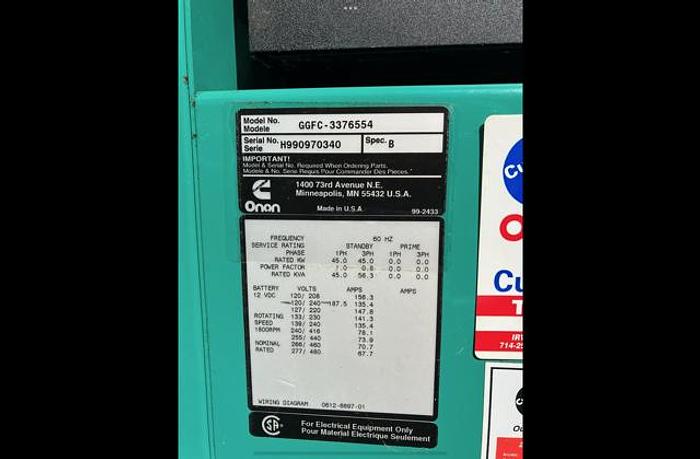 Model No. GGFC-3376554
Modele
Serial No. H990970340 Spec. B
Serie
IMPORTANT!
Model & Serial No. Required When Ordering Parts.
Modele & No. Serie Requis Pour Commander Des Pieces.
1400 73rd Avenue N.E.
Minneapolis, MN 55432 U.S.A.
Onan Made in U.S.A. 99-2433
FREQUENCY 60 HZ
SERVICE RATING STANDBY PRIME
PHASE 1PH 3PH 1PH 3PH
RATED KW 45.0 45.0 0.0 0.0
POWER FACTOR 1.0 0.8 0.0 0.0
RATED KVA 45.0 56.3 0.0 0.0
BATTERY VOLTS AMPS AMPS
12 VDC 120/ 208 156.3
120/ 240 187.5 135.4
127/ 220 147.8
ROTATING 133/ 230 141.3
SPEED 139/ 240 135.4
1800RPM 240/ 416 78.1
255/ 440 73.9
NOMINAL 266/ 460 70.7
RATED 277/ 480 67.7
WIRING DIAGRAM 0612-6697-01
For Electrical Equipment Only
Pour Material Electrique Seulement
Cu
O
Cu
T
IRV
714-25
Ou